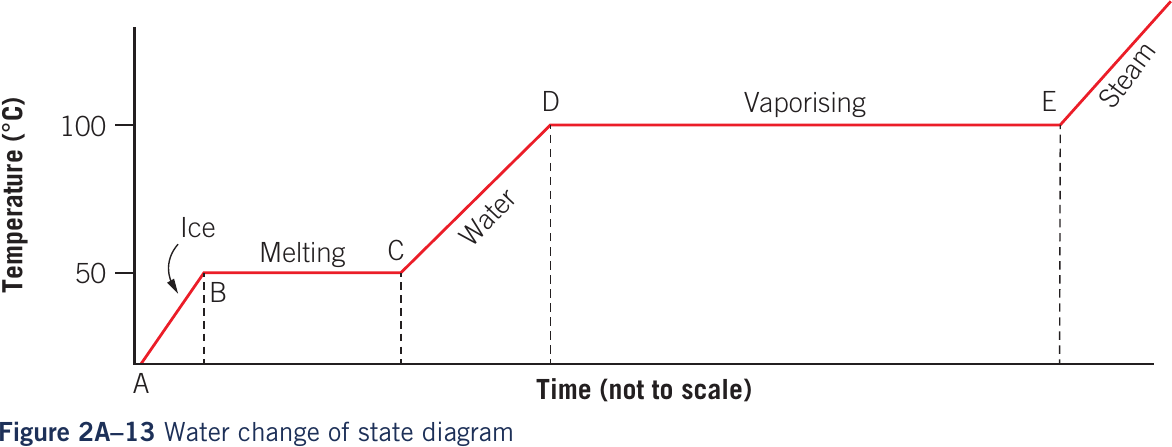 Temperature (°C)
100
50
Ice
Melting
B
C
Water
D
Vaporising
E
Steam
A
Time (not to scale)
Figure 2A–13 Water change of state diagram